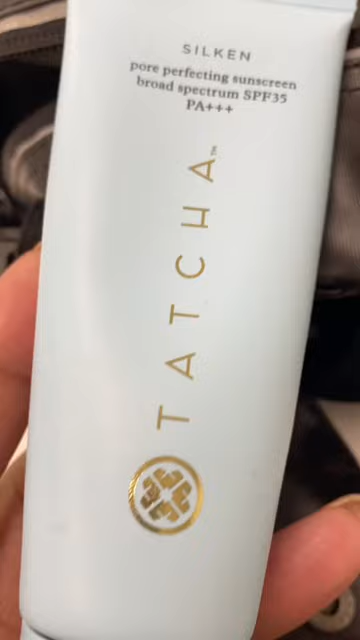 SILKEN
pore perfecting sunscreen
broad spectrum SPF35
PA+++
TATCHA